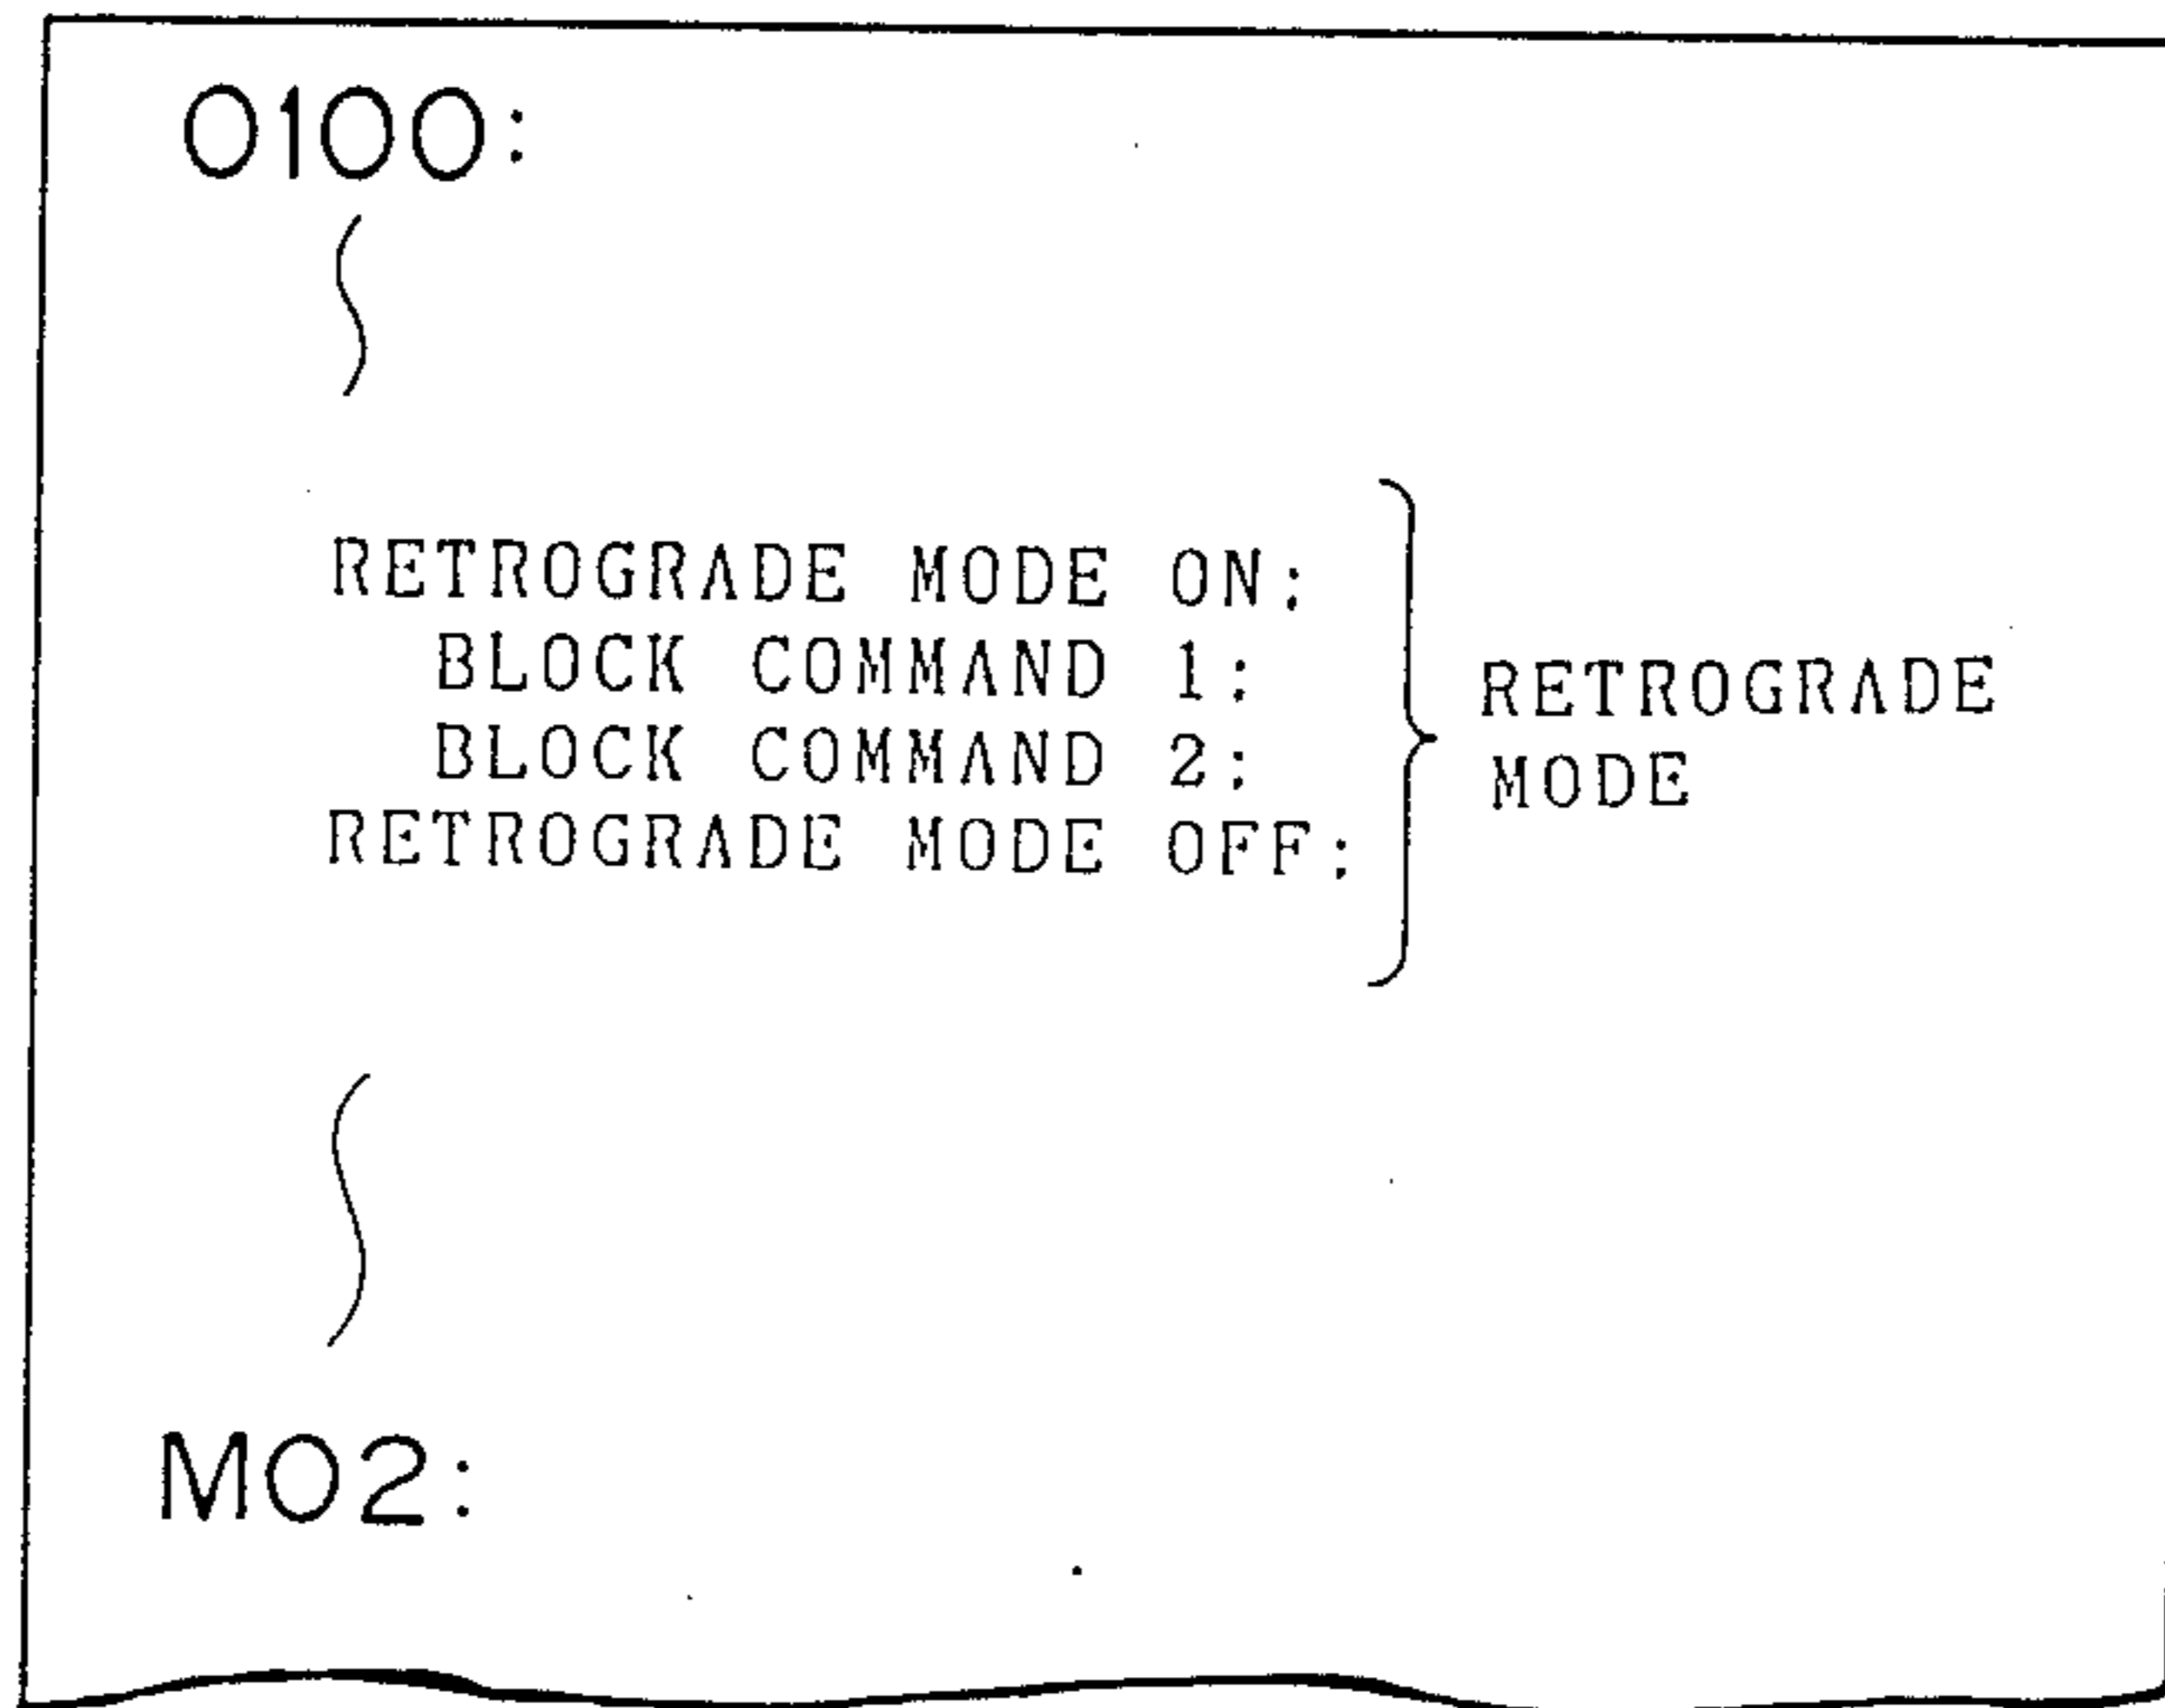 O100:
RETROGRADE MODE ON;
BLOCK COMMAND 1;
BLOCK COMMAND 2;
RETROGRADE MODE OFF;
RETROGRADE
MODE
M02: